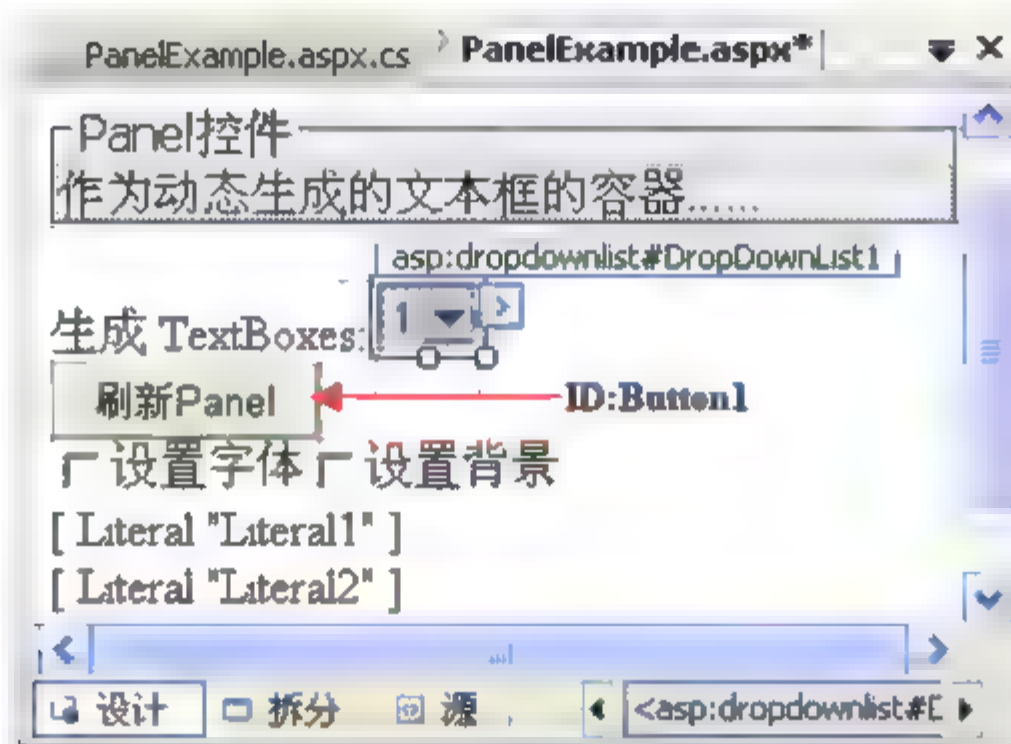 PanelExample.aspx.cs PanelExample.aspx*
Panel控件
作为动态生成的文本框的容器......
asp:dropdownlist#DropDownList1
生成 TextBoxes: 1
刷新Panel ID:Button1
设置字体 设置背景
[ Literal "Literal1" ]
[ Literal "Literal2" ]
设计 拆分 源 <asp:dropdownlist#D